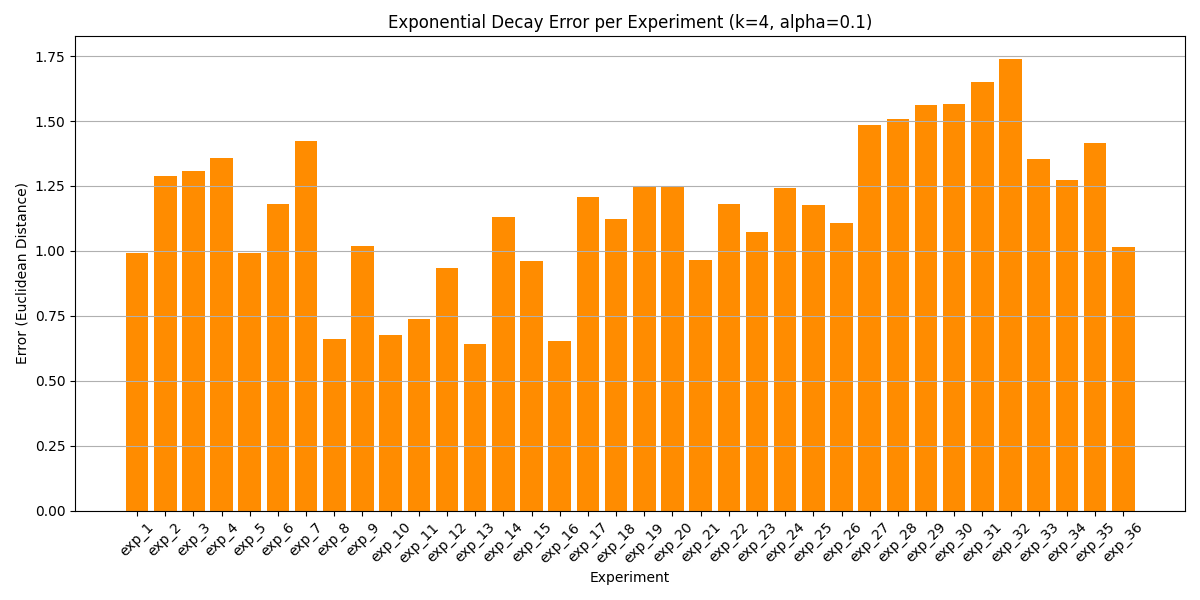 Exponential Decay Error per Experiment (k=4, alpha=0.1)
Error (Euclidean Distance)
1.75
1.50
1.25
1.00
0.75
0.50
0.25
0.00
exp_1 exp_2 exp_3 exp_4 exp_5 exp_6 exp_7 exp_8 exp_9 exp_10 exp_11 exp_12 exp_13 exp_14 exp_15 exp_16 exp_17 exp_18 exp_19 exp_20 exp_21 exp_22 exp_23 exp_24 exp_25 exp_26 exp_27 exp_28 exp_29 exp_30 exp_31 exp_32 exp_33 exp_34 exp_35 exp_36
Experiment